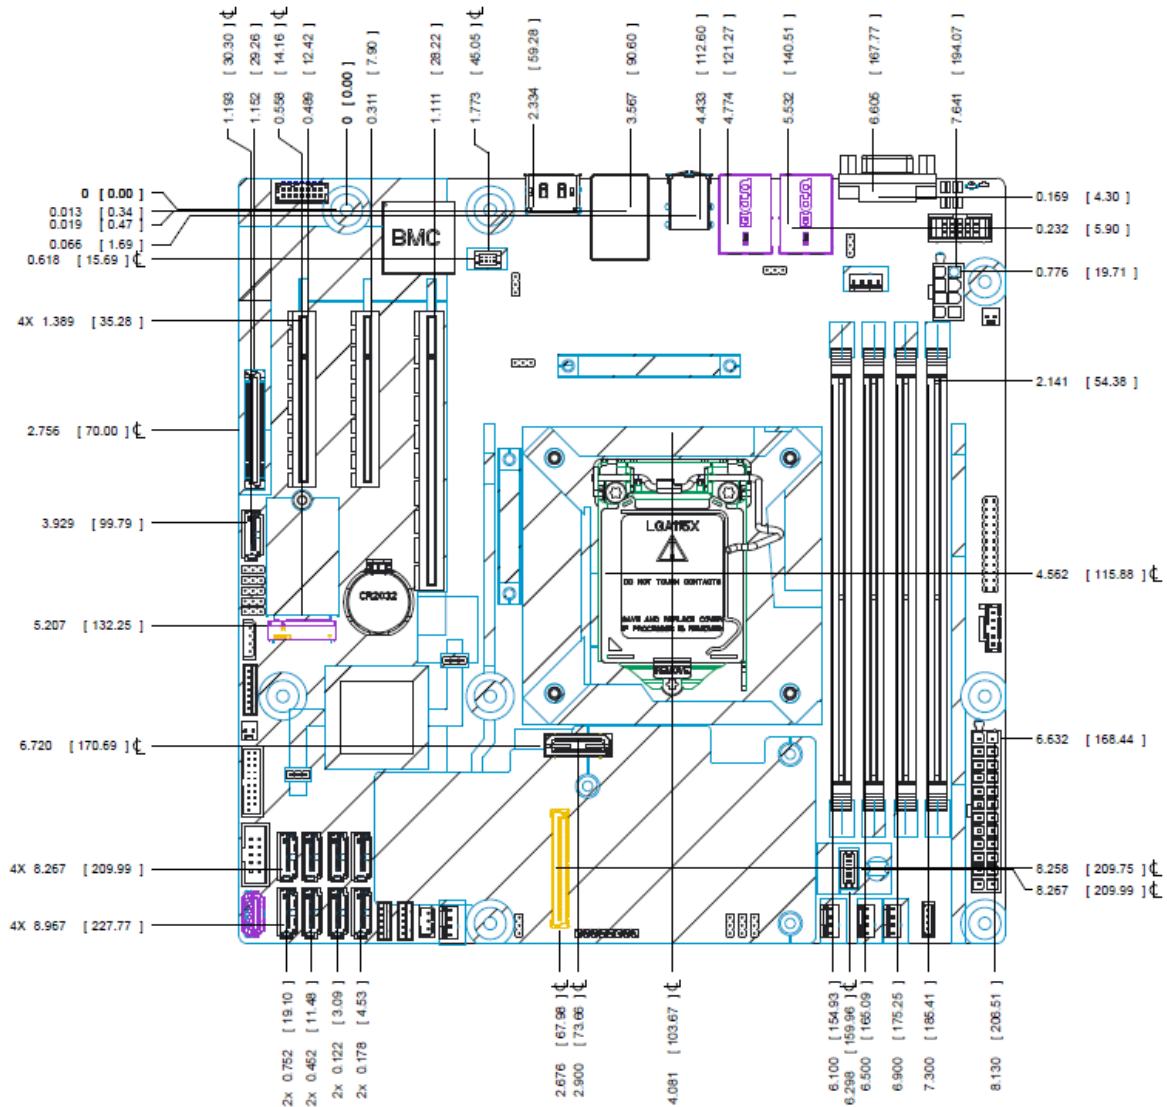 1.193 [ 30.30 ] ℄
1.152 [ 29.26 ]
0.558 [ 14.16 ] ℄
0.489 [ 12.42 ]
0 [ 0.00 ]
0.311 [ 7.90 ]
1.111 [ 28.22 ]
1.773 [ 45.05 ] ℄
2.334 [ 59.28 ]
3.567 [ 90.60 ]
4.433 [ 112.60 ]
4.774 [ 121.27 ]
5.532 [ 140.51 ]
6.605 [ 167.77 ]
7.641 [ 194.07 ]
0 [ 0.00 ]
0.013 [ 0.34 ]
0.019 [ 0.47 ]
0.066 [ 1.69 ]
0.618 [ 15.69 ] ℄
4X 1.389 [ 35.28 ]
2.756 [ 70.00 ] ℄
3.929 [ 99.79 ]
5.207 [ 132.25 ]
6.720 [ 170.69 ] ℄
4X 8.267 [ 209.99 ]
4X 8.967 [ 227.77 ]
BMC
CR2032
LGA115X
DO NOT TOUCH CONTACTS
SAVE AND REPLACE COVER
IF PROCESSOR IS REMOVED
REMOVE
0.169 [ 4.30 ]
0.232 [ 5.90 ]
0.776 [ 19.71 ]
2.141 [ 54.38 ]
4.562 [ 115.88 ] ℄
6.632 [ 168.44 ]
8.258 [ 209.75 ] ℄
8.267 [ 209.99 ] ℄
2x 0.752 [ 19.10 ]
2x 0.452 [ 11.48 ]
2x 0.122 [ 3.09 ]
2x 0.178 [ 4.53 ]
2.676 [ 67.98 ] ℄
2.900 [ 73.66 ] ℄
4.081 [ 103.67 ] ℄
6.100 [ 154.93 ]
6.298 [ 159.96 ] ℄
6.500 [ 165.09 ]
6.900 [ 175.25 ]
7.300 [ 185.41 ]
8.130 [ 206.51 ]